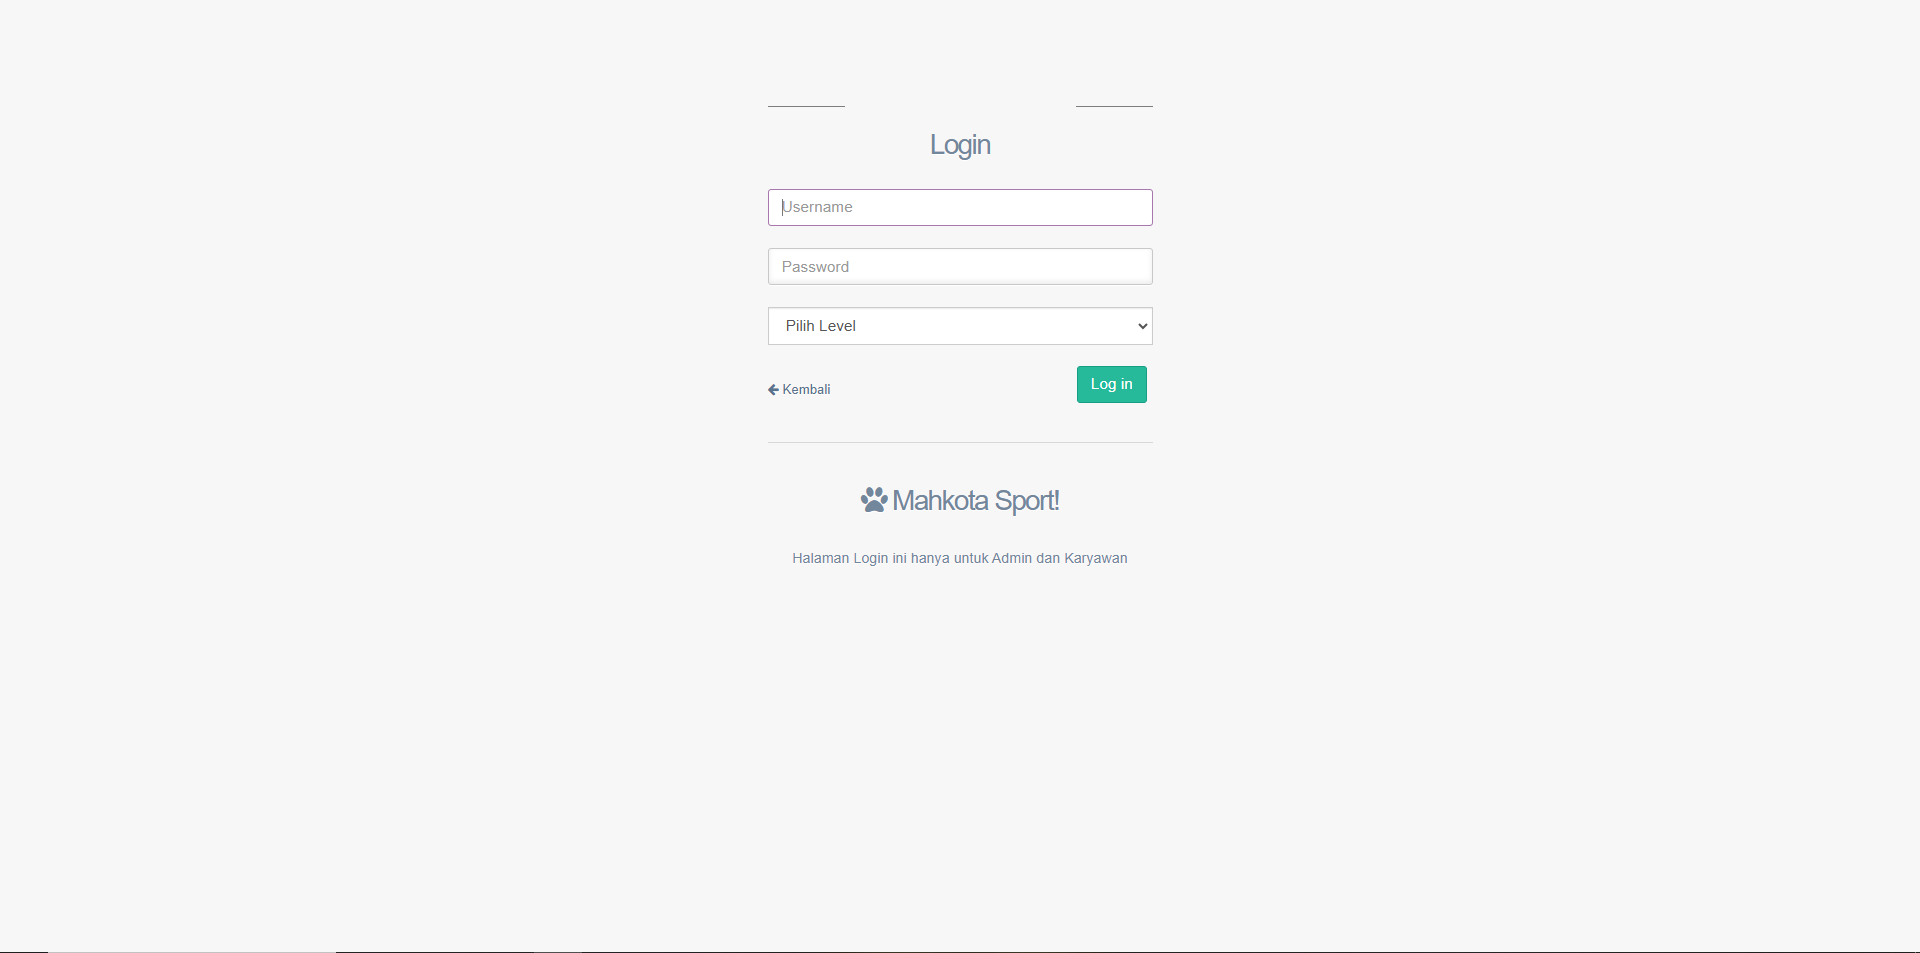 Login
Username
Password
Pilih Level
Kembali
Log in
Mahkota Sport!
Halaman Login ini hanya untuk Admin dan Karyawan